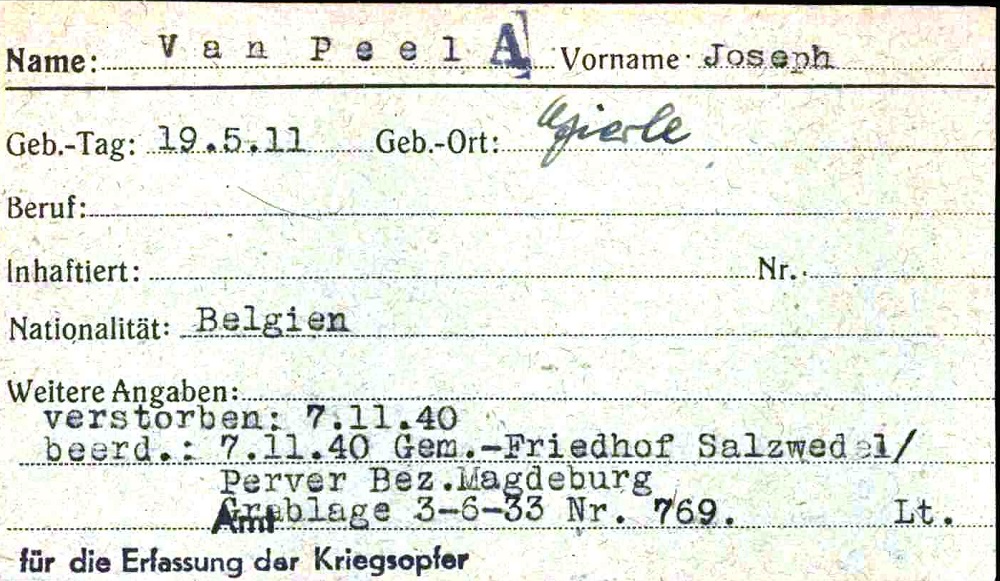 Name: Van Peel A Vorname Joseph
Geb.-Tag: 19.5.11 Geb.-Ort: Gierle
Beruf:
Inhaftiert: Nr.
Nationalität: Belgien
Weitere Angaben:
verstorben: 7.11.40
beerd.: 7.11.40 Gem.-Friedhof Salzwedel/
Perver Bez.Magdeburg
Grablage 3-6-33 Nr. 769. Lt.
Amt
für die Erfassung der Kriegsopfer